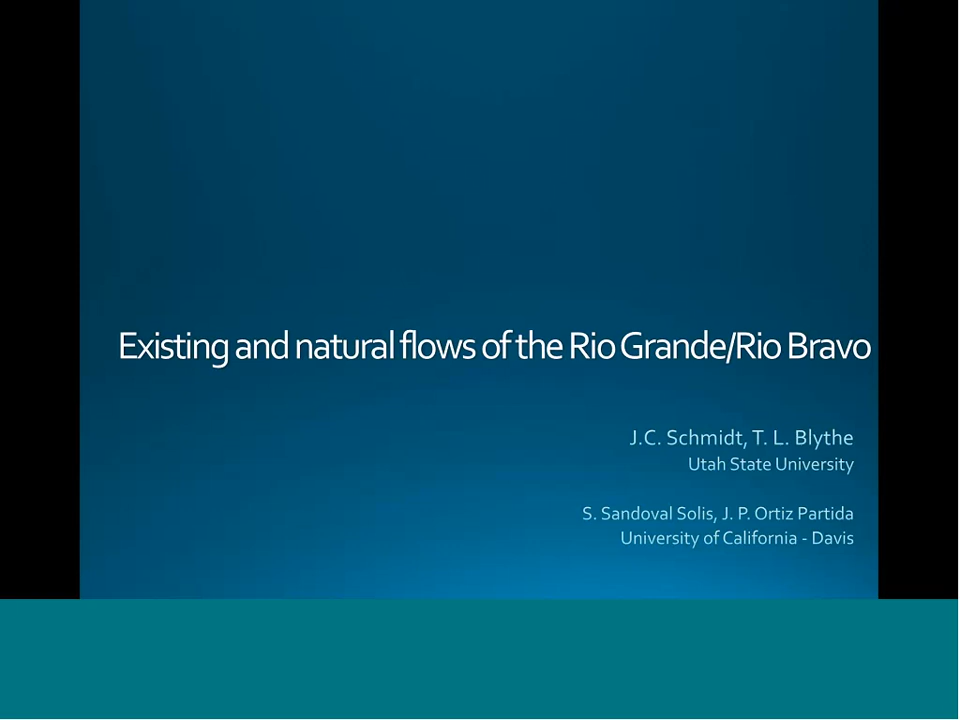 Existing and natural flows of the Rio Grande/Rio Bravo
J.C. Schmidt, T. L. Blythe
Utah State University
S. Sandoval Solis, J. P. Ortiz Partida
University of California - Davis